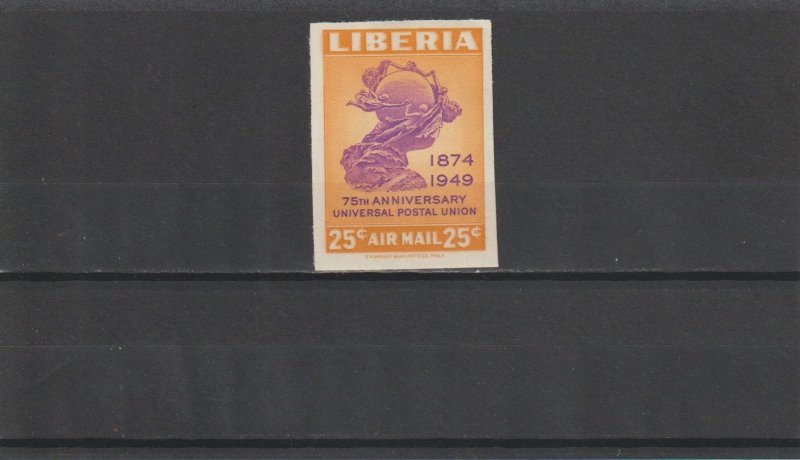 LIBERIA
1874
1949
75TH ANNIVERSARY
UNIVERSAL POSTAL UNION
25¢ AIR MAIL 25¢